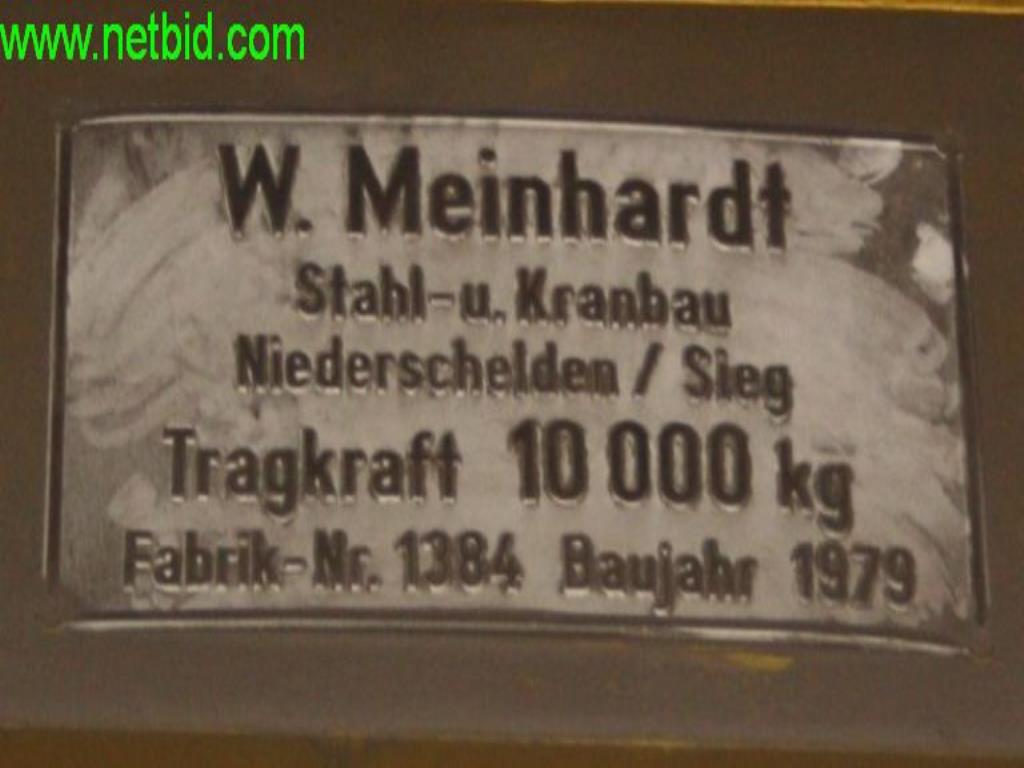 www.netbid.com
W. Meinhardt
Stahl-u. Kranbau
Niederschelden / Sieg
Tragkraft 10 000 kg
Fabrik-Nr. 1384 Baujahr 1979